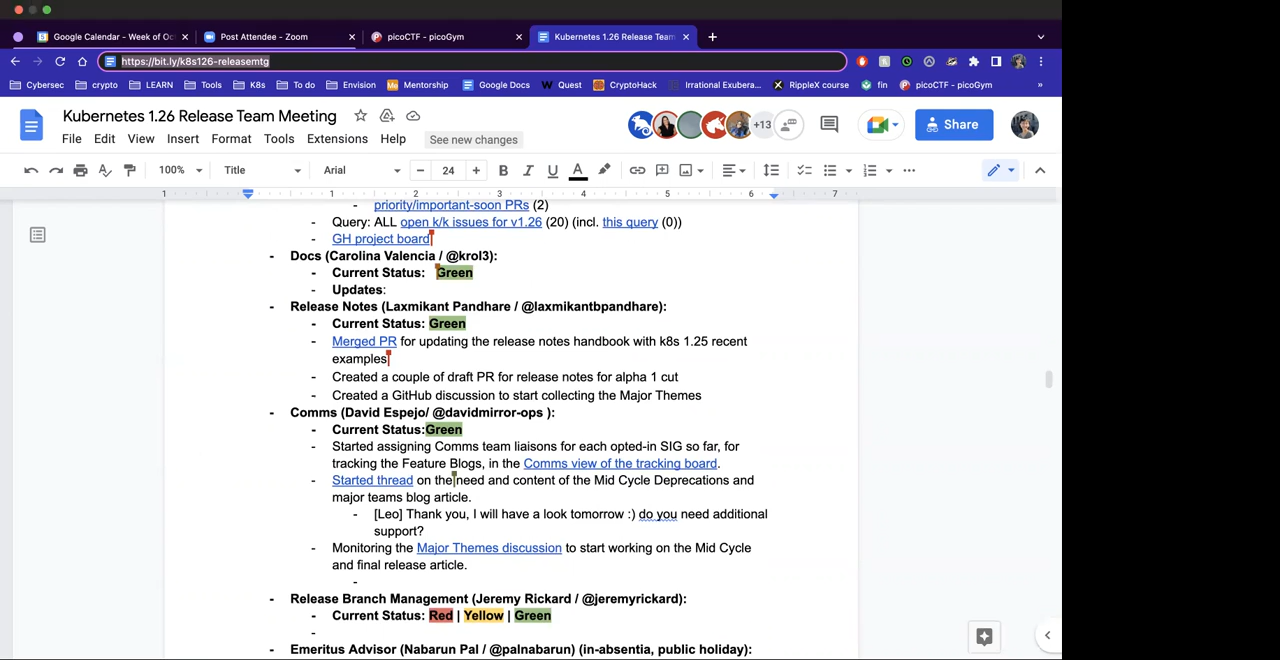 Google Calendar - Week of Oc
Post Attendee - Zoom
picoCTF - picoGym
Kubernetes 1.26 Release Team
https://bit.ly/k8s126-releasemtg
Cybersec crypto LEARN Tools K8s To do Envision Mentorship Google Docs Quest CryptoHack Irrational Exubera... RippleX course fin picoCTF - picoGym »
Kubernetes 1.26 Release Team Meeting
File Edit View Insert Format Tools Extensions Help See new changes
+13
Share
100% Title Arial 24 B I U A
1 1 2 3 4 5 6 7
- priority/important-soon PRs (2)
- Query: ALL open k/k issues for v1.26 (20) (incl. this query (0))
- GH project board
- Docs (Carolina Valencia / @krol3):
- Current Status: Green
- Updates:
- Release Notes (Laxmikant Pandhare / @laxmikantbpandhare):
- Current Status: Green
- Merged PR for updating the release notes handbook with k8s 1.25 recent
examples
- Created a couple of draft PR for release notes for alpha 1 cut
- Created a GitHub discussion to start collecting the Major Themes
- Comms (David Espejo/ @davidmirror-ops ):
- Current Status:Green
- Started assigning Comms team liaisons for each opted-in SIG so far, for
tracking the Feature Blogs, in the Comms view of the tracking board.
- Started thread on the need and content of the Mid Cycle Deprecations and
major teams blog article.
- [Leo] Thank you, I will have a look tomorrow :) do you need additional
support?
- Monitoring the Major Themes discussion to start working on the Mid Cycle
and final release article.
-
- Release Branch Management (Jeremy Rickard / @jeremyrickard):
- Current Status: Red | Yellow | Green
-
- Emeritus Advisor (Nabarun Pal / @palnabarun) (in-absentia, public holiday):